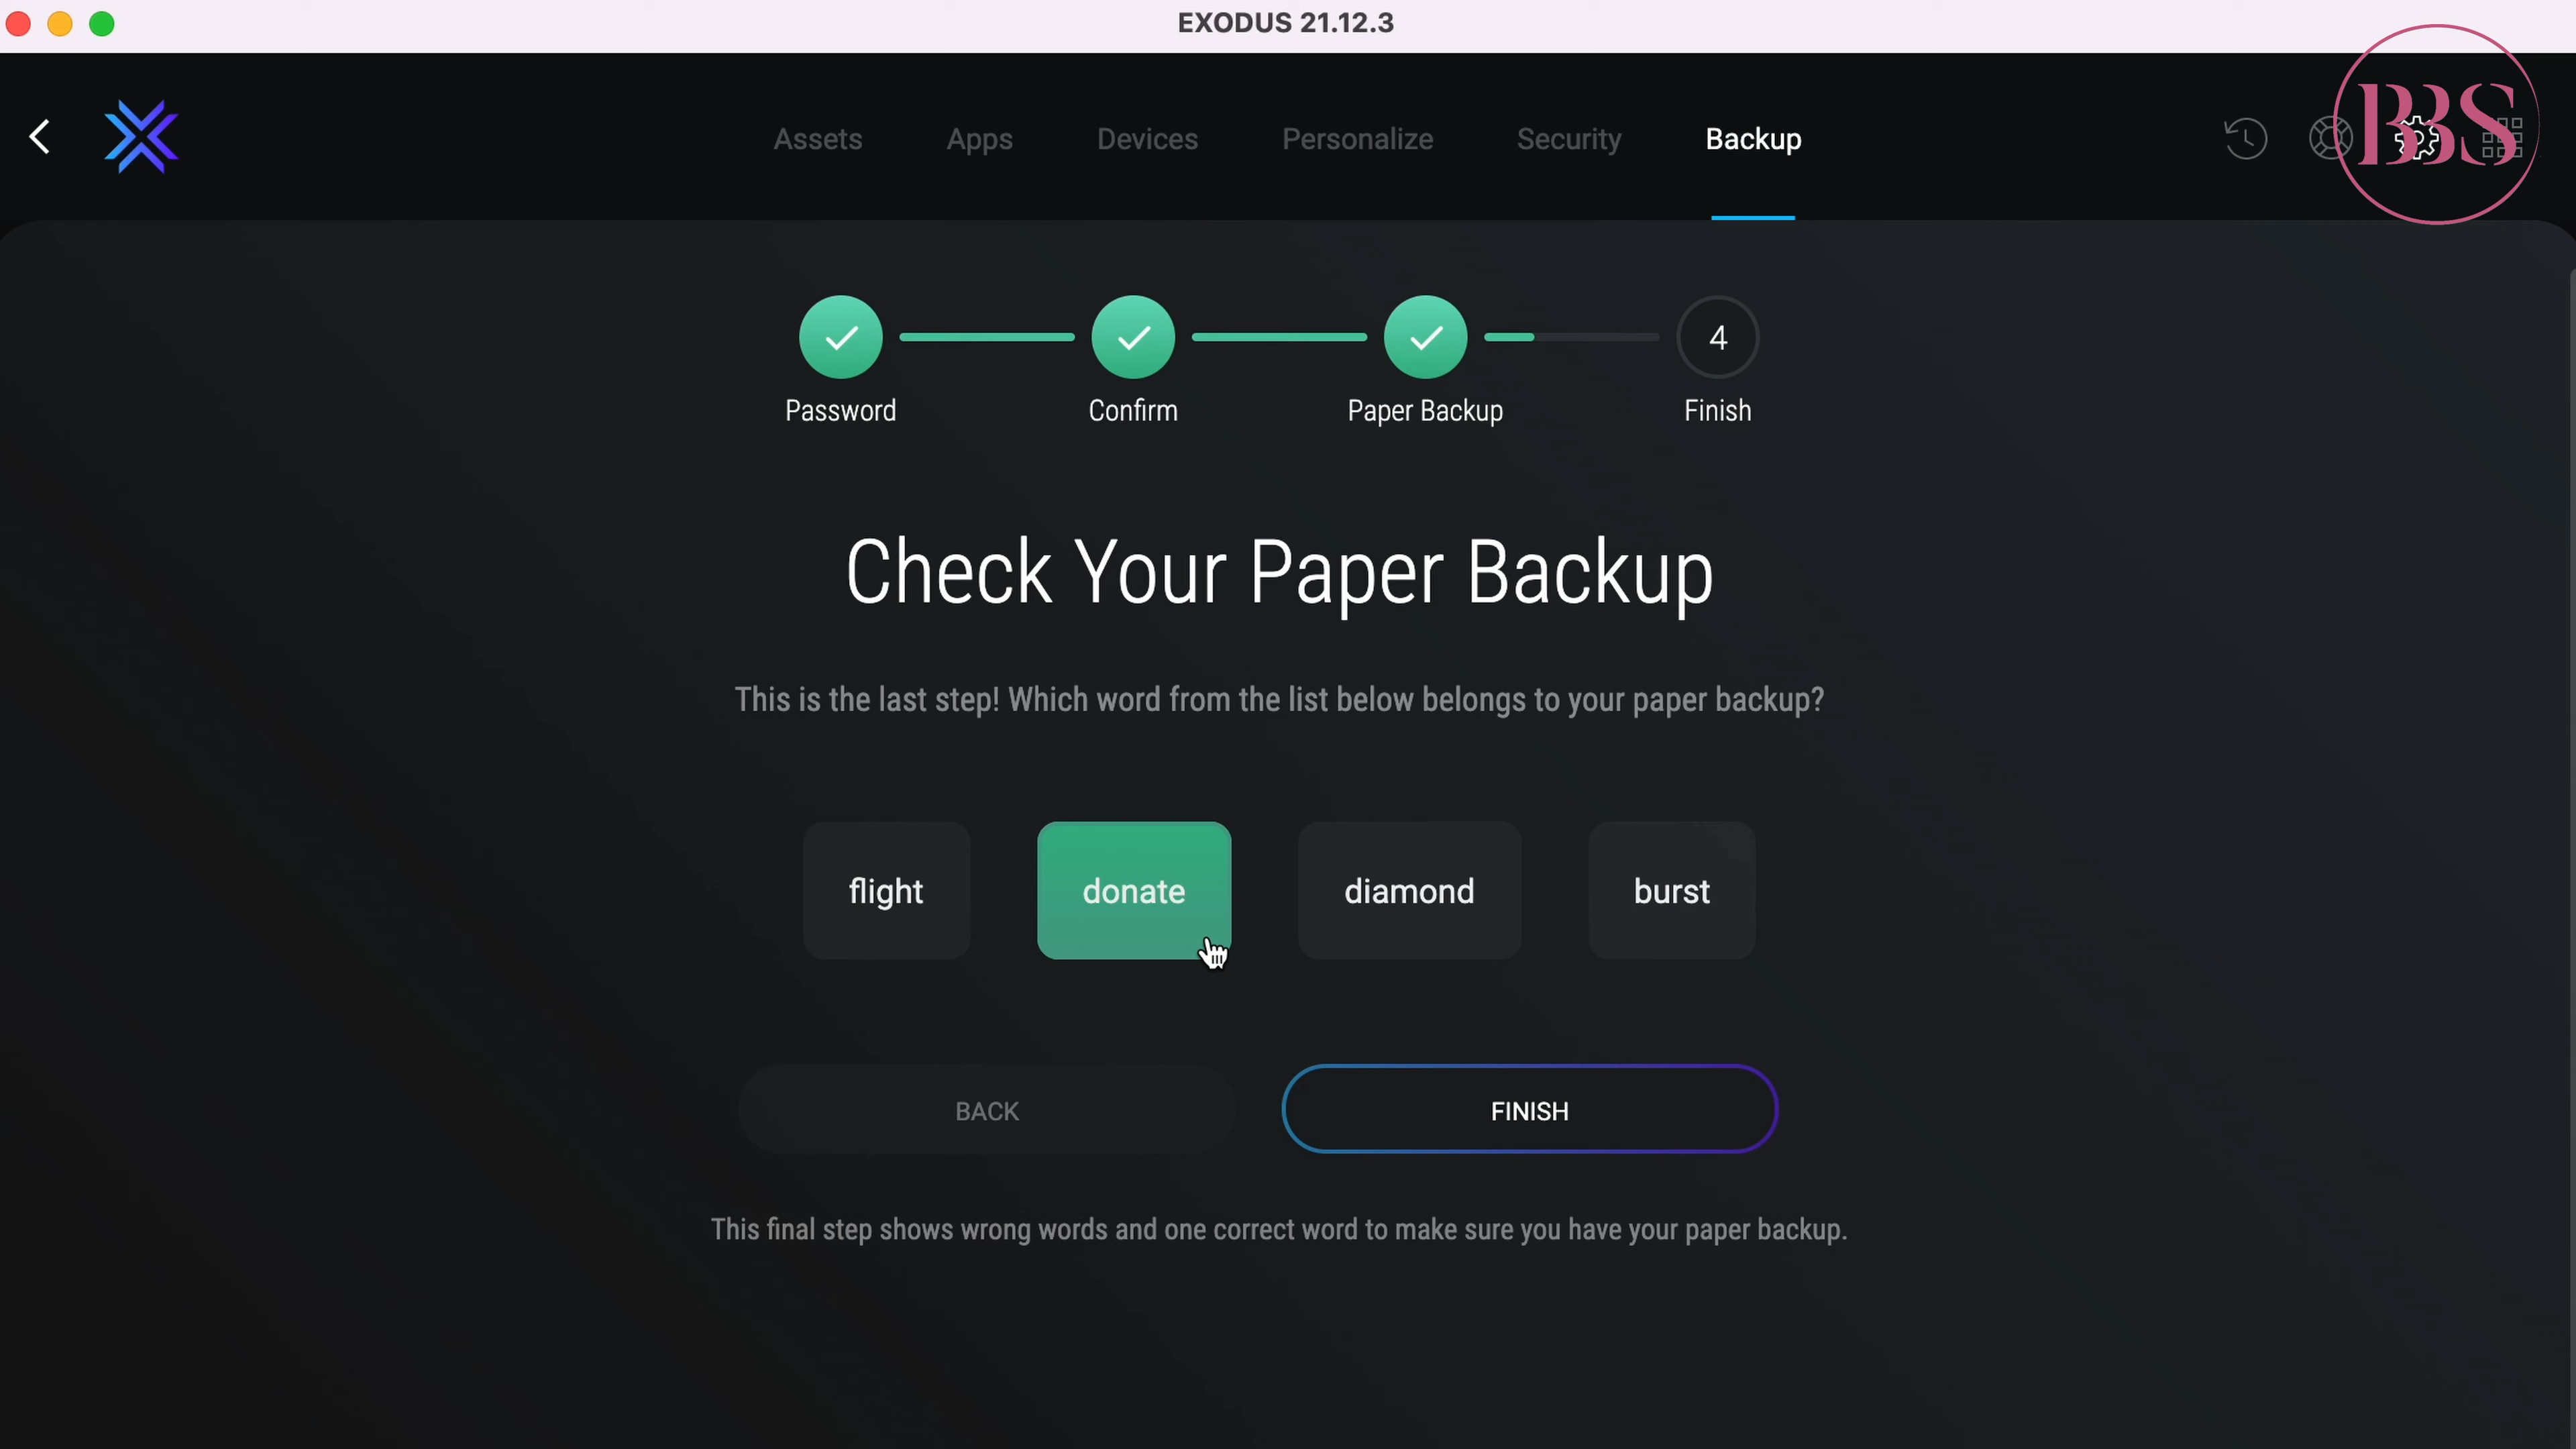 EXODUS 21.12.3
Assets Apps Devices Personalize Security Backup
BBS
4
Password Confirm Paper Backup Finish
Check Your Paper Backup
This is the last step! Which word from the list below belongs to your paper backup?
flight donate diamond burst
BACK FINISH
This final step shows wrong words and one correct word to make sure you have your paper backup.